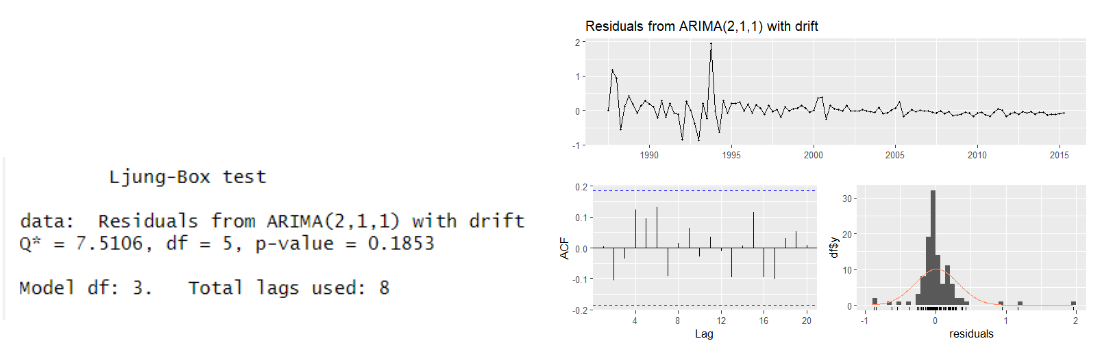 Ljung-Box test
data: Residuals from ARIMA(2,1,1) with drift
Q* = 7.5106, df = 5, p-value = 0.1853
Model df: 3. Total lags used: 8
Residuals from ARIMA(2,1,1) with drift
2
1
0
-1
1990 1995 2000 2005 2010 2015
0.2
0.1
0.0
-0.1
-0.2
ACF
4 8 12 16 20
Lag
30
20
10
0
df$y
-1 0 1 2
residuals